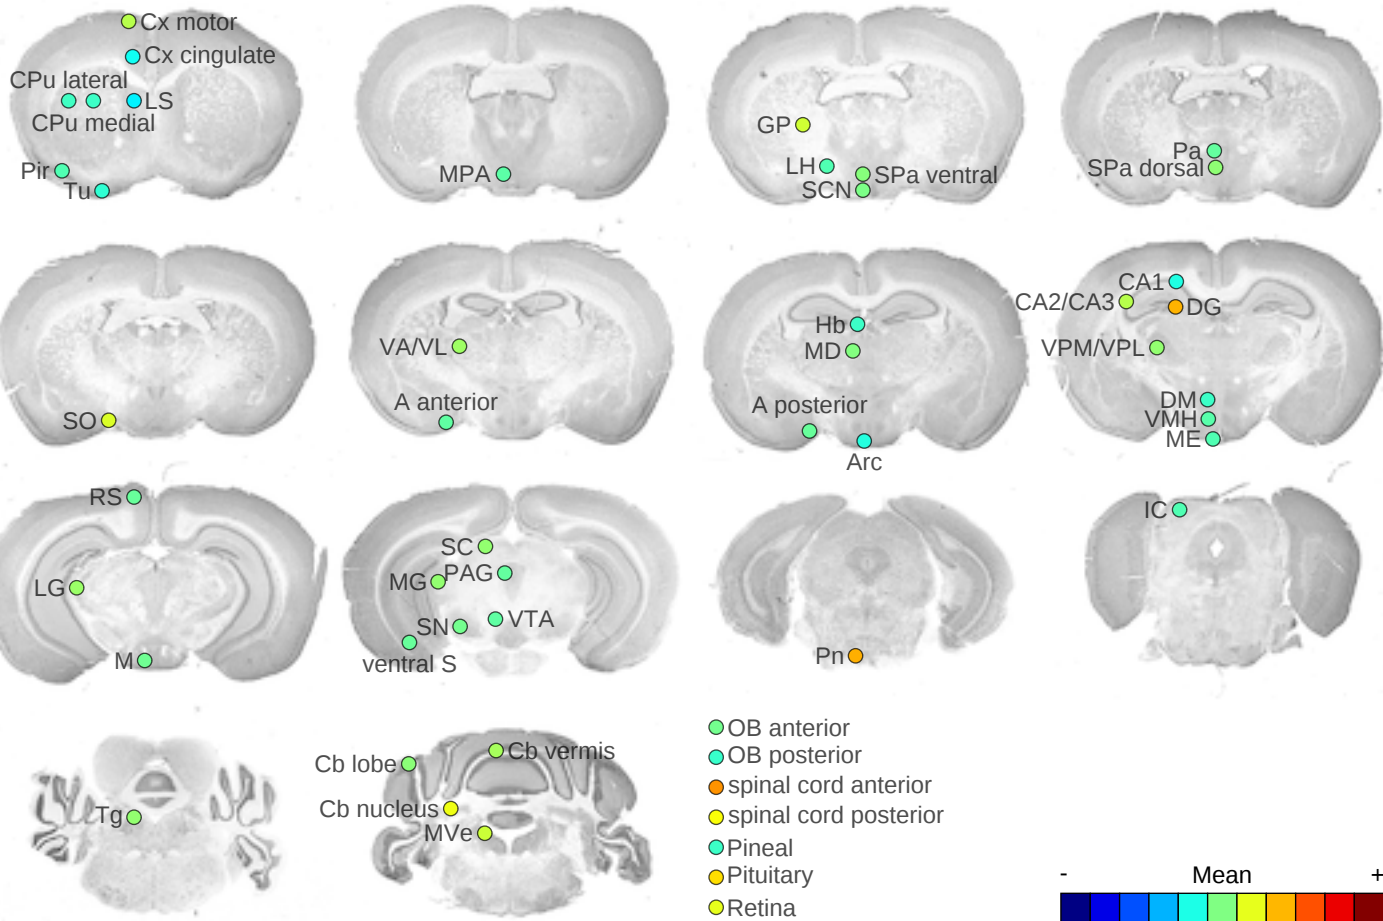 Cx motor
Cx cingulate
CPu lateral
LS
CPu medial
Pir
Tu
MPA
GP
LH
SPa ventral
SCN
Pa
SPa dorsal
SO
VA/VL
A anterior
Hb
MD
A posterior
Arc
CA1
CA2/CA3
DG
VPM/VPL
DM
VMH
ME
RS
LG
M
SC
MG
PAG
SN
VTA
ventral S
Pn
IC
Tg
Cb lobe
Cb vermis
Cb nucleus
MVe
OB anterior
OB posterior
spinal cord anterior
spinal cord posterior
Pineal
Pituitary
Retina
- Mean +